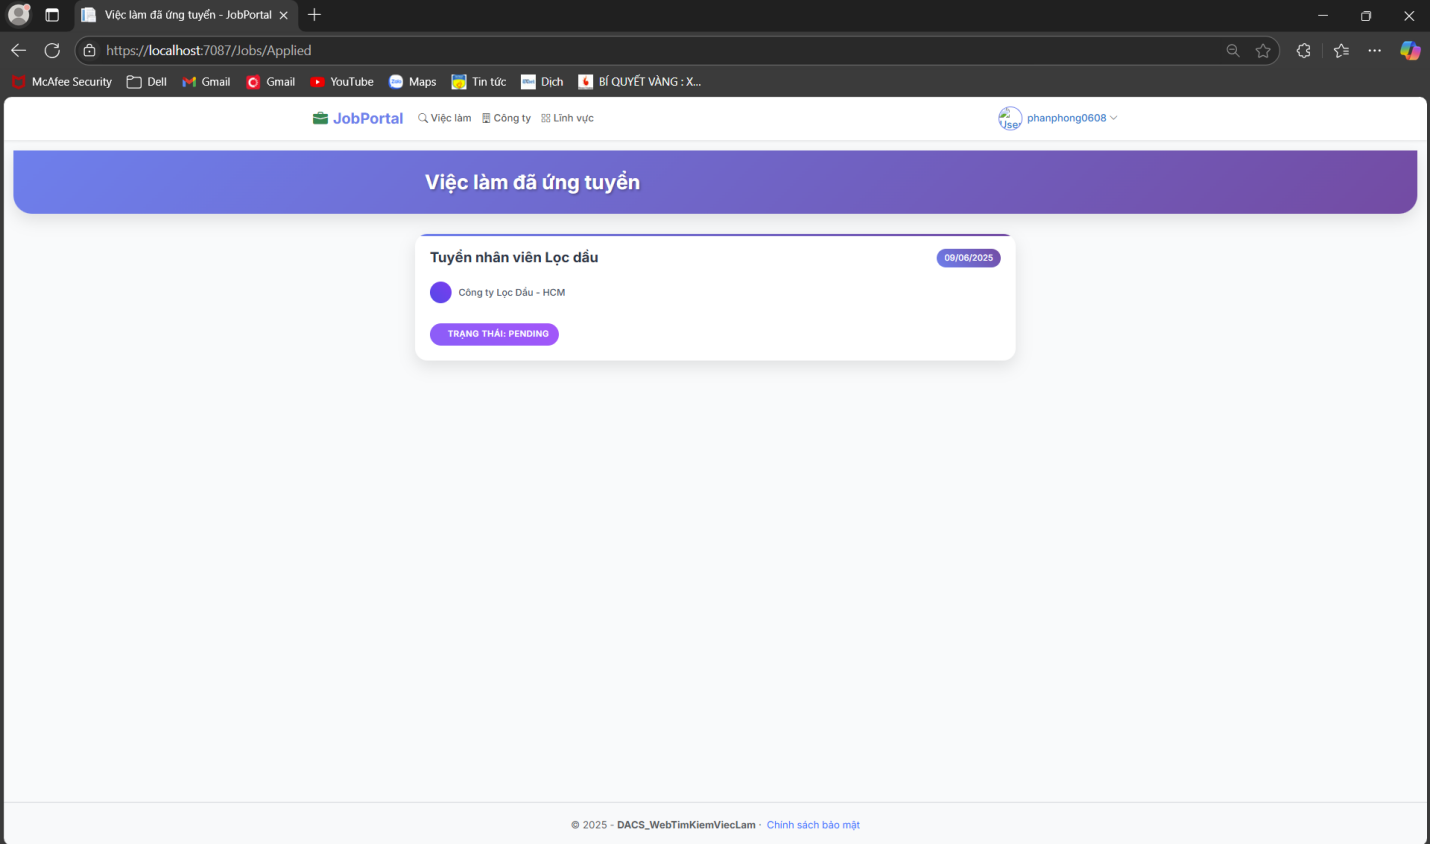 Việc làm đã ứng tuyển - JobPortal
https://localhost:7087/Jobs/Applied
McAfee Security Dell Gmail Gmail YouTube Maps Tin tức Dịch BÍ QUYẾT VÀNG : X...
JobPortal Việc làm Công ty Lĩnh vực User phanphong0608
Việc làm đã ứng tuyển
Tuyển nhân viên Lọc dầu 09/06/2025
Công ty Lọc Dầu - HCM
TRẠNG THÁI: PENDING
© 2025 - DACS_WebTimKiemViecLam · Chính sách bảo mật